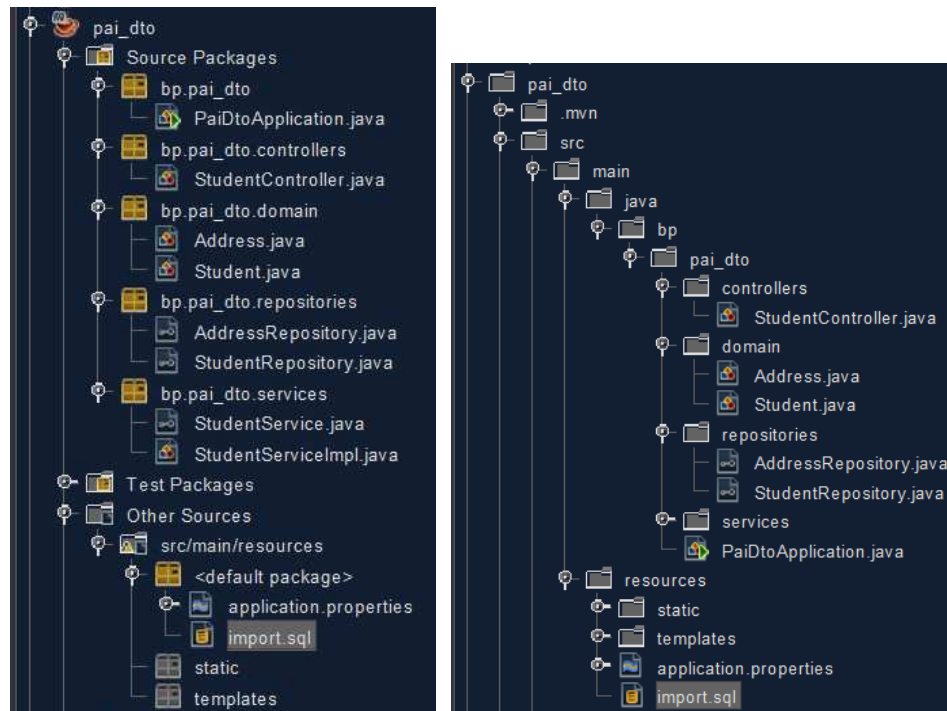 pai_dto
Source Packages
bp.pai_dto
PaiDtoApplication.java
bp.pai_dto.controllers
StudentController.java
bp.pai_dto.domain
Address.java
Student.java
bp.pai_dto.repositories
AddressRepository.java
StudentRepository.java
bp.pai_dto.services
StudentService.java
StudentServiceImpl.java
Test Packages
Other Sources
src/main/resources
<default package>
application.properties
import.sql
static
templates
pai_dto
.mvn
src
main
java
bp
pai_dto
controllers
StudentController.java
domain
Address.java
Student.java
repositories
AddressRepository.java
StudentRepository.java
services
PaiDtoApplication.java
resources
static
templates
application.properties
import.sql